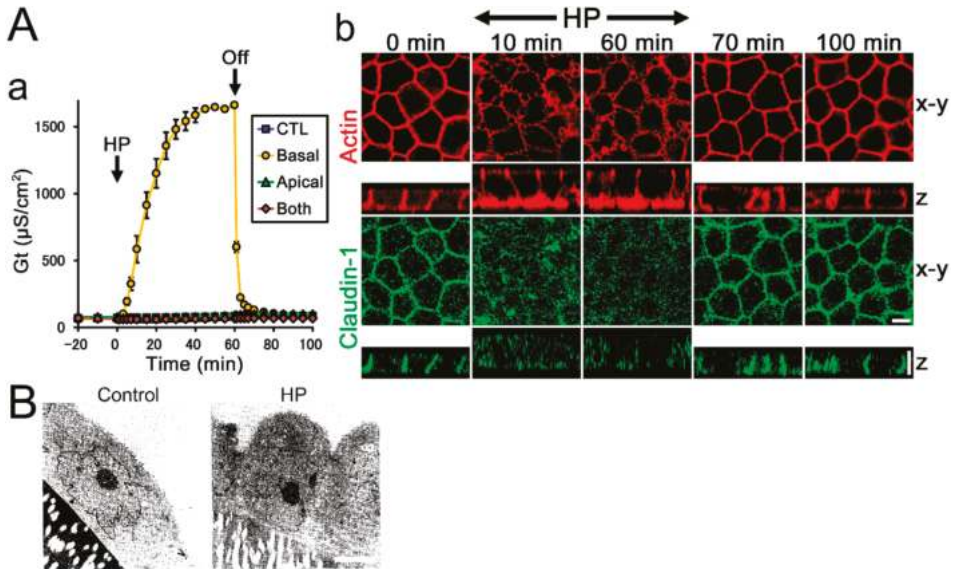 A
a
Off
HP
CTL
Basal
Apical
Both
1500
1000
500
0
Gt (μS/cm²)
−20 0 20 40 60 80 100
Time (min)
b
HP
0 min 10 min 60 min 70 min 100 min
Actin
x-y
z
Claudin-1
x-y
z
B
Control HP